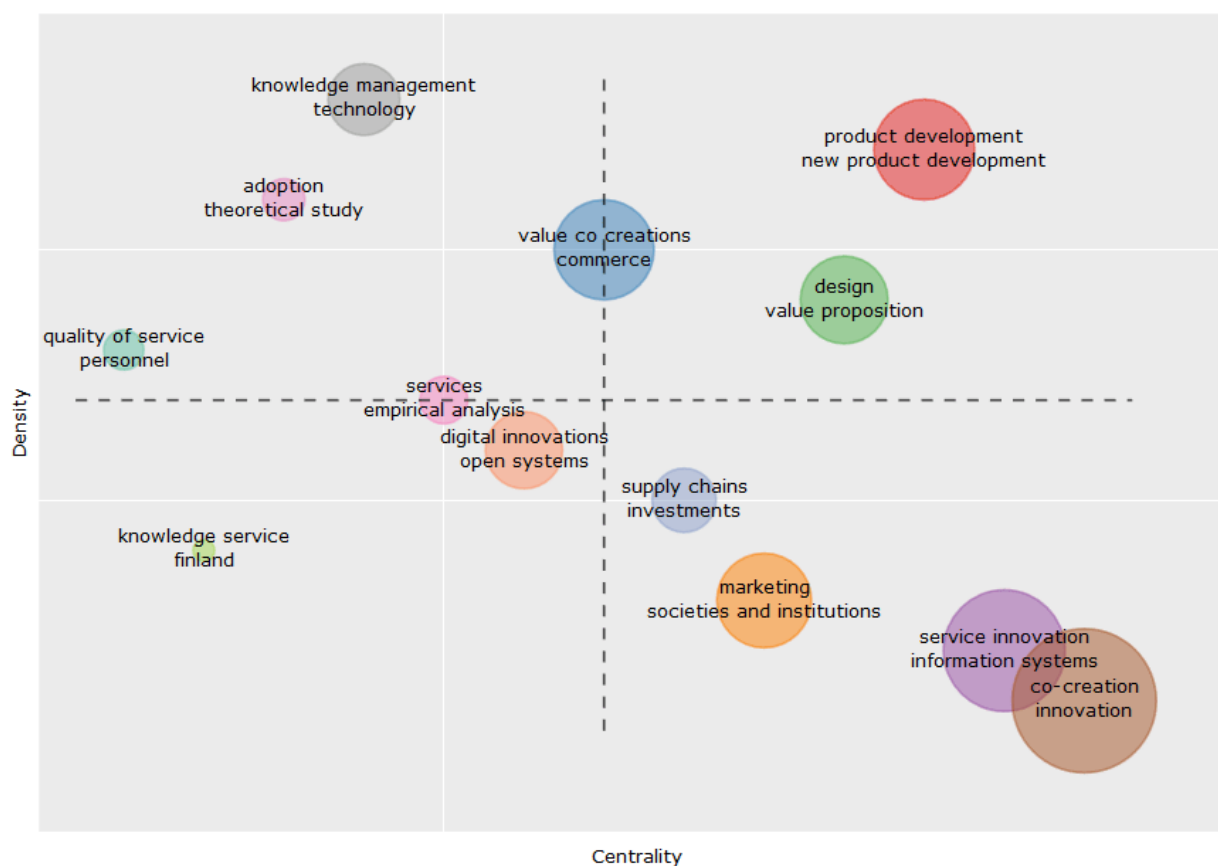 knowledge management
technology
product development
new product development
adoption
theoretical study
value co creations
commerce
design
value proposition
quality of service
personnel
services
empirical analysis
digital innovations
open systems
supply chains
investments
knowledge service
finland
marketing
societies and institutions
service innovation
information systems
co-creation
innovation
Density
Centrality